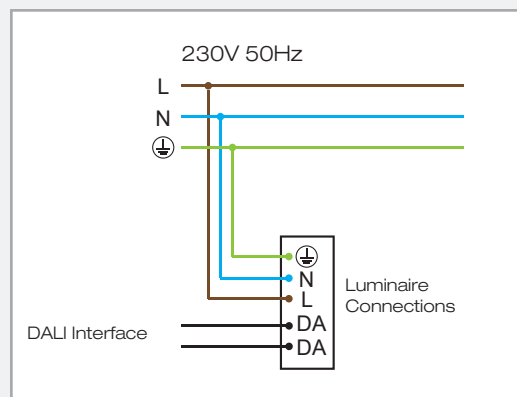 230V 50Hz
L
N
N
L
Luminaire
Connections
DA
DALI Interface
DA